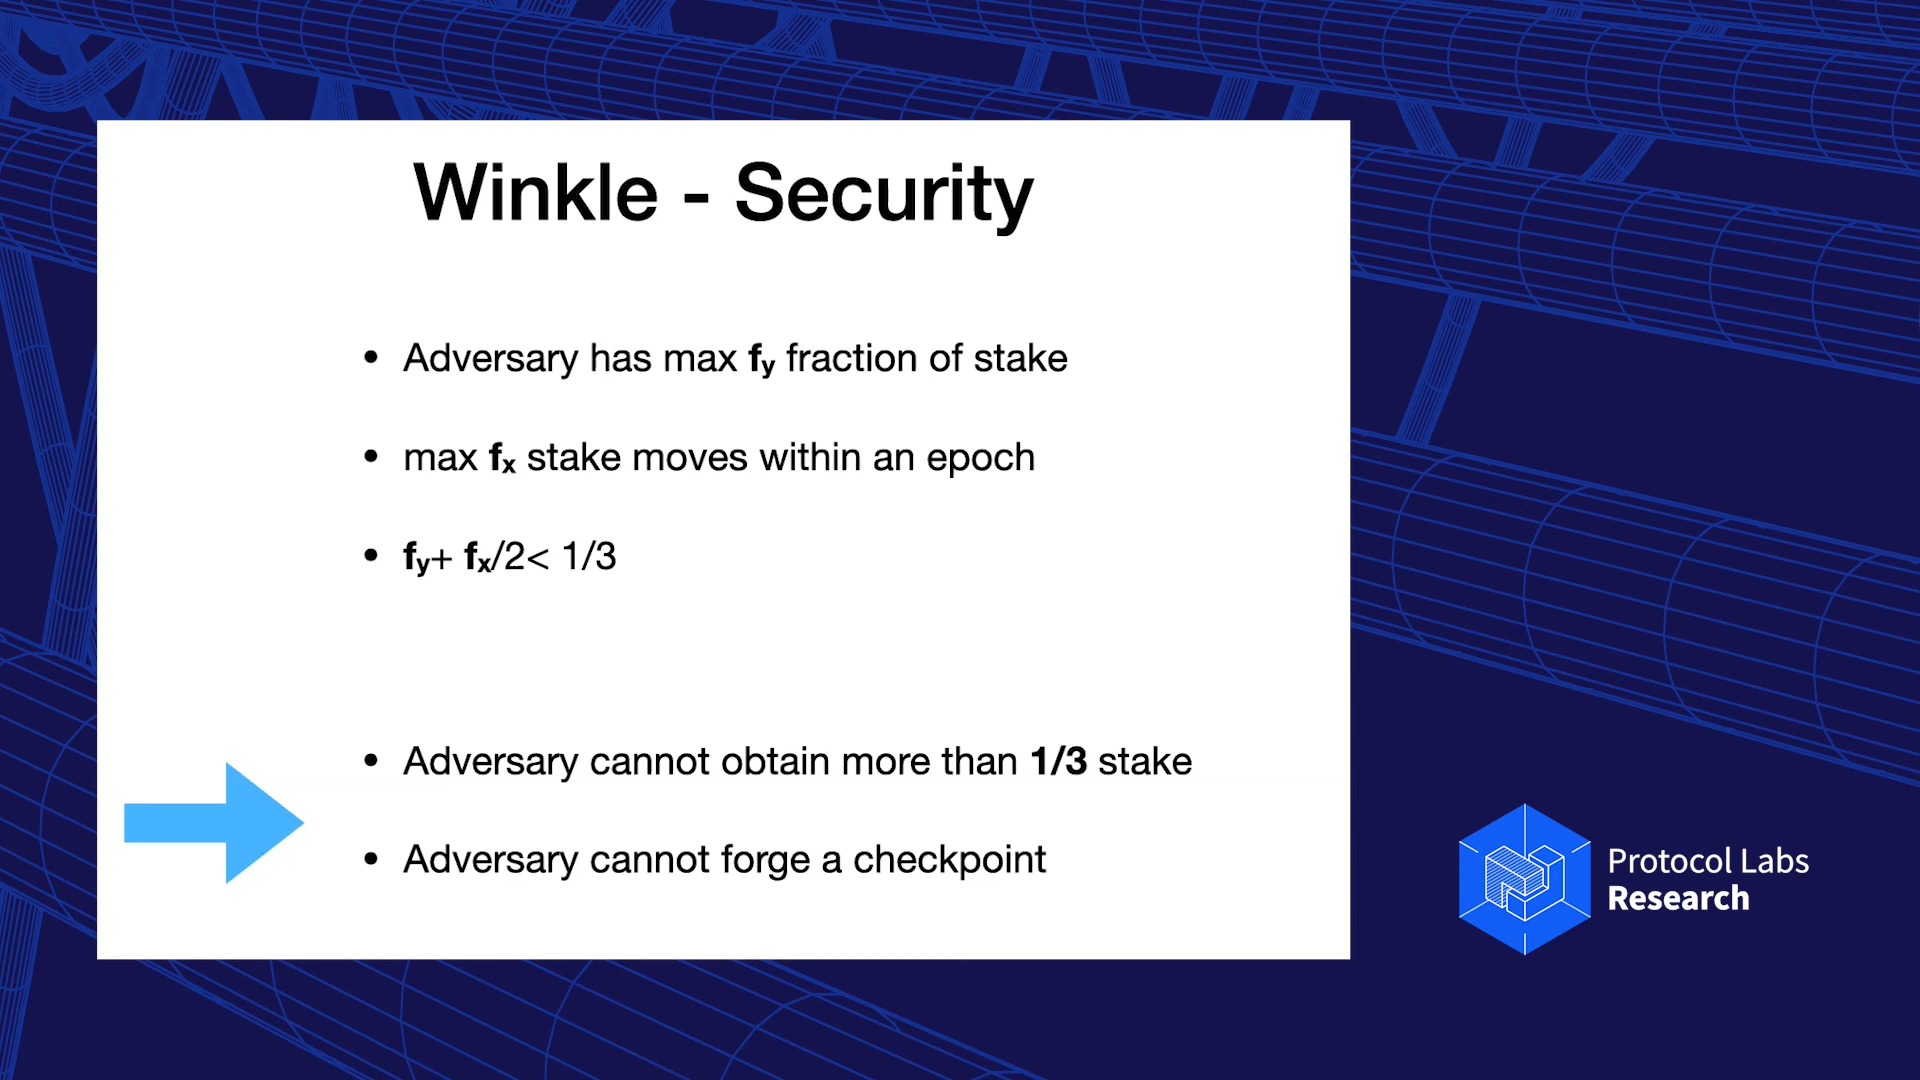 Winkle - Security
• Adversary has max fy fraction of stake
• max fx stake moves within an epoch
• fy+ fx/2< 1/3
• Adversary cannot obtain more than 1/3 stake
• Adversary cannot forge a checkpoint
Protocol Labs
Research